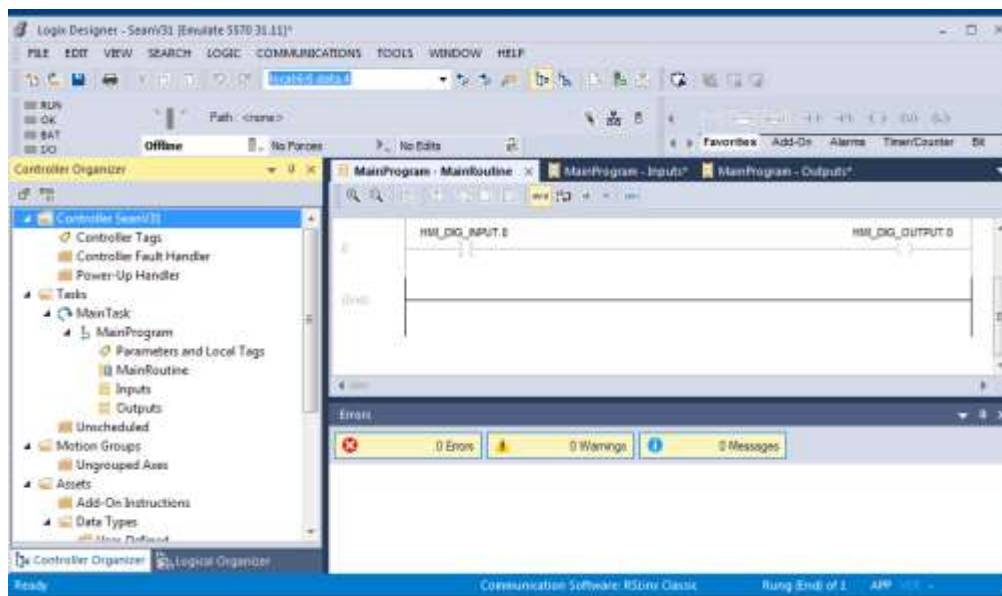 Logix Designer - SeanV31 [Emulate 5570 31.11]*
FILE EDIT VIEW SEARCH LOGIC COMMUNICATIONS TOOLS WINDOW HELP
RUN
OK
BAT
I/O
Path: <none>
Offline
No Forces
No Edits
Favorites Add-On Alarms Timer/Counter Bit
Controller Organizer
MainProgram - MainRoutine
MainProgram - Inputs*
MainProgram - Outputs*
Controller SeanV31
Controller Tags
Controller Fault Handler
Power-Up Handler
Tasks
MainTask
MainProgram
Parameters and Local Tags
MainRoutine
Inputs
Outputs
Unscheduled
Motion Groups
Ungrouped Axes
Assets
Add-On Instructions
Data Types
HMI_DIG_INPUT.0
HMI_DIG_OUTPUT.0
0
(End)
Errors
0 Errors
0 Warnings
0 Messages
Controller Organizer
Logical Organizer
Ready
Communication Software: RSLinx Classic
Rung (End) of 1
APP